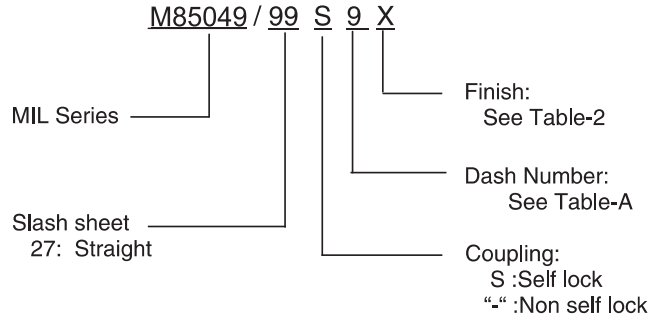 M85049 / 99 S 9 X
Finish:
See Table-2
MIL Series
Dash Number:
See Table-A
Slash sheet
27: Straight
Coupling:
S :Self lock
“-“ :Non self lock